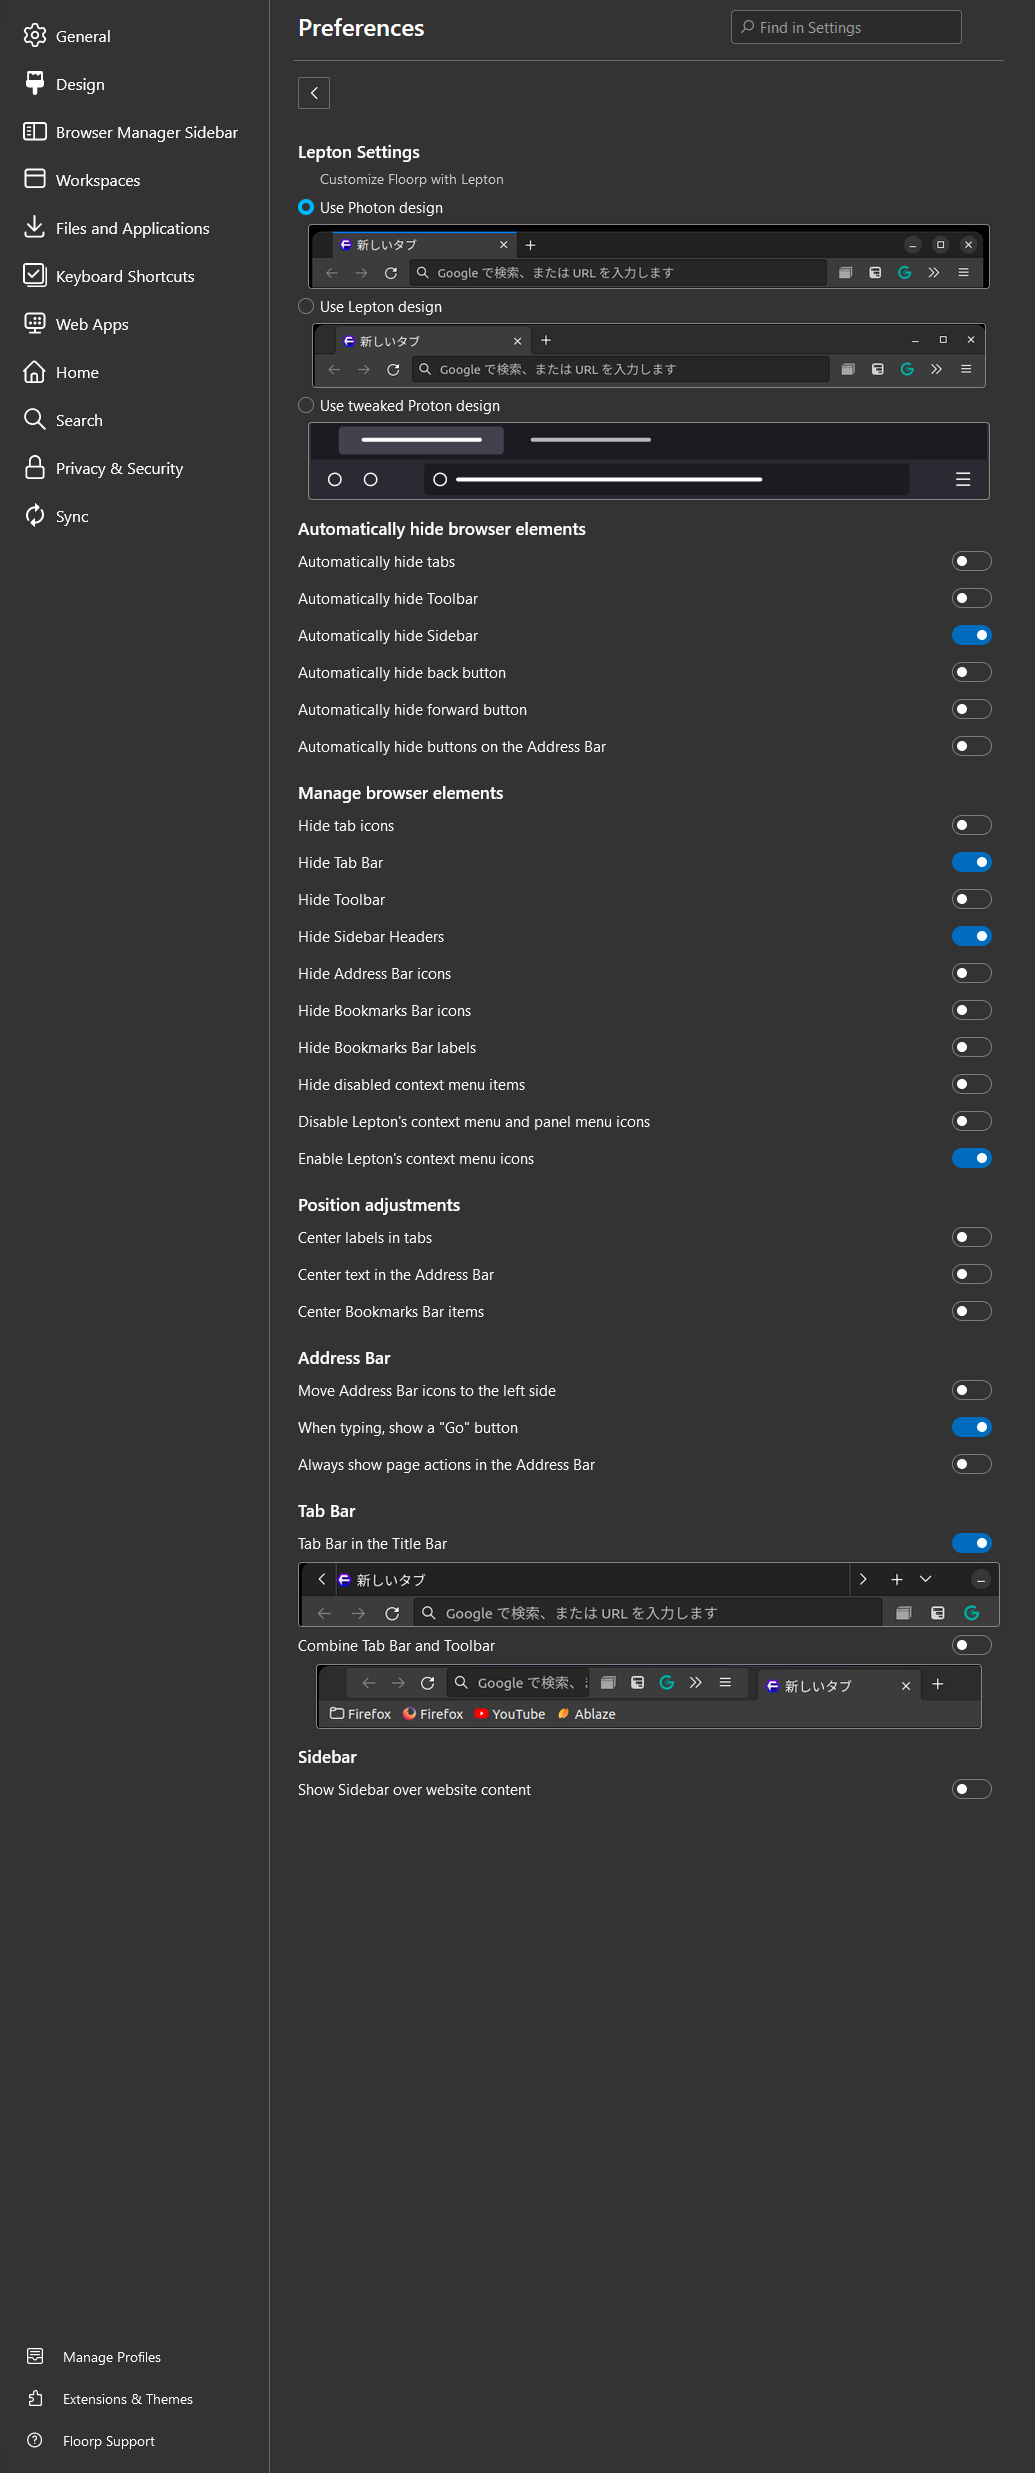 General
Design
Browser Manager Sidebar
Workspaces
Files and Applications
Keyboard Shortcuts
Web Apps
Home
Search
Privacy & Security
Sync
Manage Profiles
Extensions & Themes
Floorp Support
Preferences
Find in Settings
Lepton Settings
Customize Floorp with Lepton
Use Photon design
新しいタブ
Google で検索、または URL を入力します
Use Lepton design
新しいタブ
Google で検索、または URL を入力します
Use tweaked Proton design
Automatically hide browser elements
Automatically hide tabs
Automatically hide Toolbar
Automatically hide Sidebar
Automatically hide back button
Automatically hide forward button
Automatically hide buttons on the Address Bar
Manage browser elements
Hide tab icons
Hide Tab Bar
Hide Toolbar
Hide Sidebar Headers
Hide Address Bar icons
Hide Bookmarks Bar icons
Hide Bookmarks Bar labels
Hide disabled context menu items
Disable Lepton's context menu and panel menu icons
Enable Lepton's context menu icons
Position adjustments
Center labels in tabs
Center text in the Address Bar
Center Bookmarks Bar items
Address Bar
Move Address Bar icons to the left side
When typing, show a "Go" button
Always show page actions in the Address Bar
Tab Bar
Tab Bar in the Title Bar
新しいタブ
Google で検索、または URL を入力します
Combine Tab Bar and Toolbar
Google で検索、
新しいタブ
Firefox Firefox YouTube Ablaze
Sidebar
Show Sidebar over website content